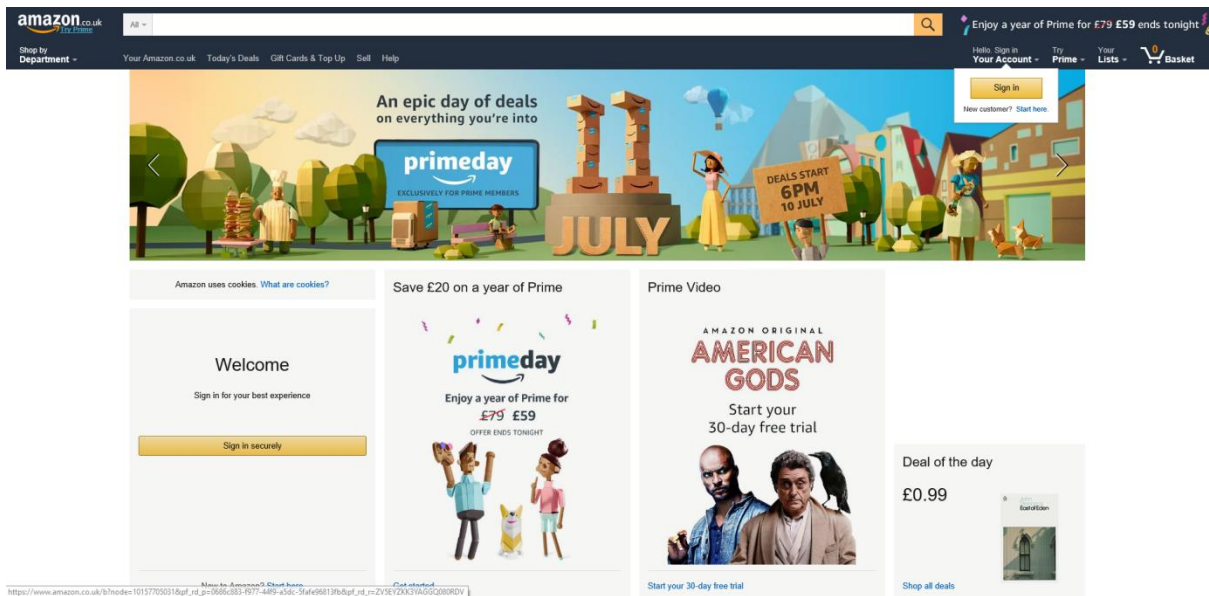 amazon.co.uk
Try Prime
All
Enjoy a year of Prime for £79 £59 ends tonight
Shop by
Department
Your Amazon.co.uk Today's Deals Gift Cards & Top Up Sell Help
Hello. Sign in
Your Account
Try
Prime
Your
Lists
0
Basket
Sign in
New customer? Start here.
An epic day of deals
on everything you're into
primeday
EXCLUSIVELY FOR PRIME MEMBERS
11
JULY
DEALS START
6PM
10 JULY
Amazon uses cookies. What are cookies?
Welcome
Sign in for your best experience
Sign in securely
New to Amazon? Start here
Save £20 on a year of Prime
primeday
Enjoy a year of Prime for
£79 £59
OFFER ENDS TONIGHT
Get started
Prime Video
AMAZON ORIGINAL
AMERICAN
GODS
Start your
30-day free trial
Start your 30-day free trial
Deal of the day
£0.99
East of Eden
Shop all deals